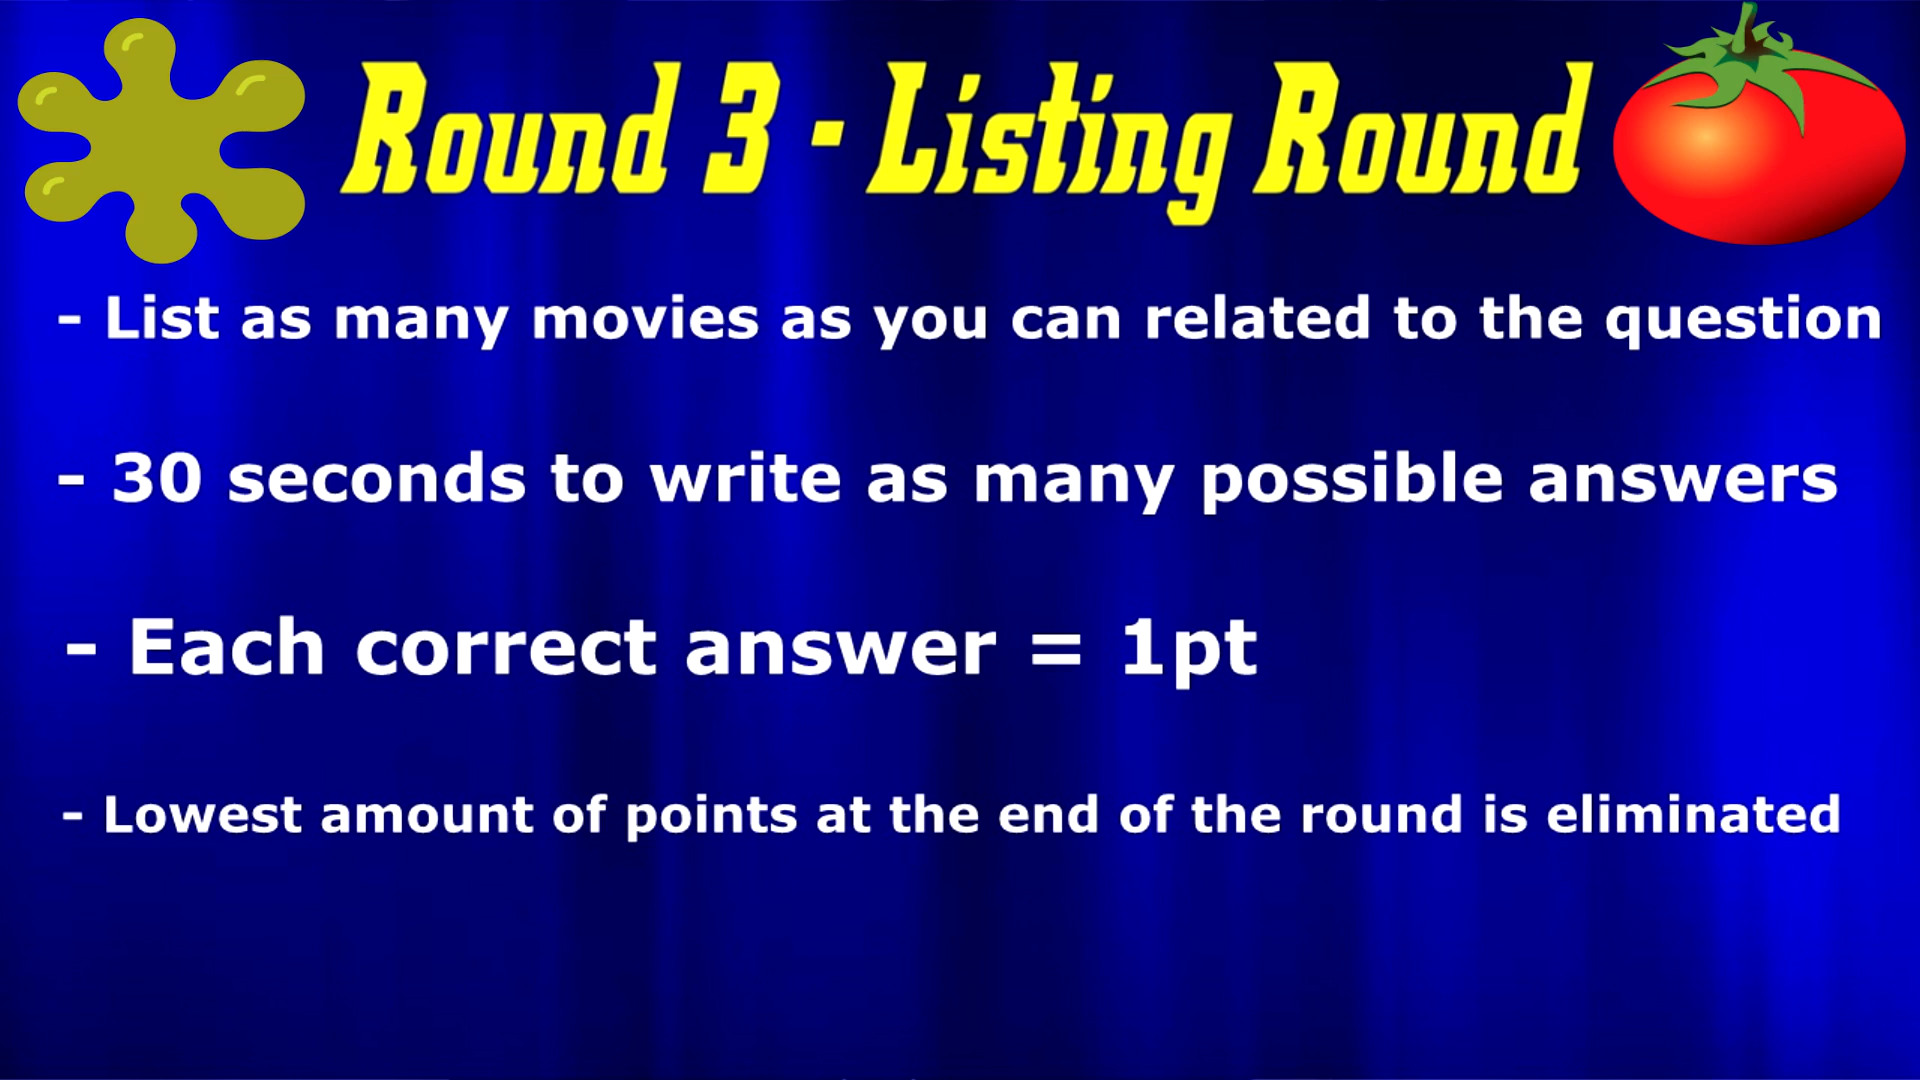 Round 3 - Listing Round
- List as many movies as you can related to the question
- 30 seconds to write as many possible answers
- Each correct answer = 1pt
- Lowest amount of points at the end of the round is eliminated